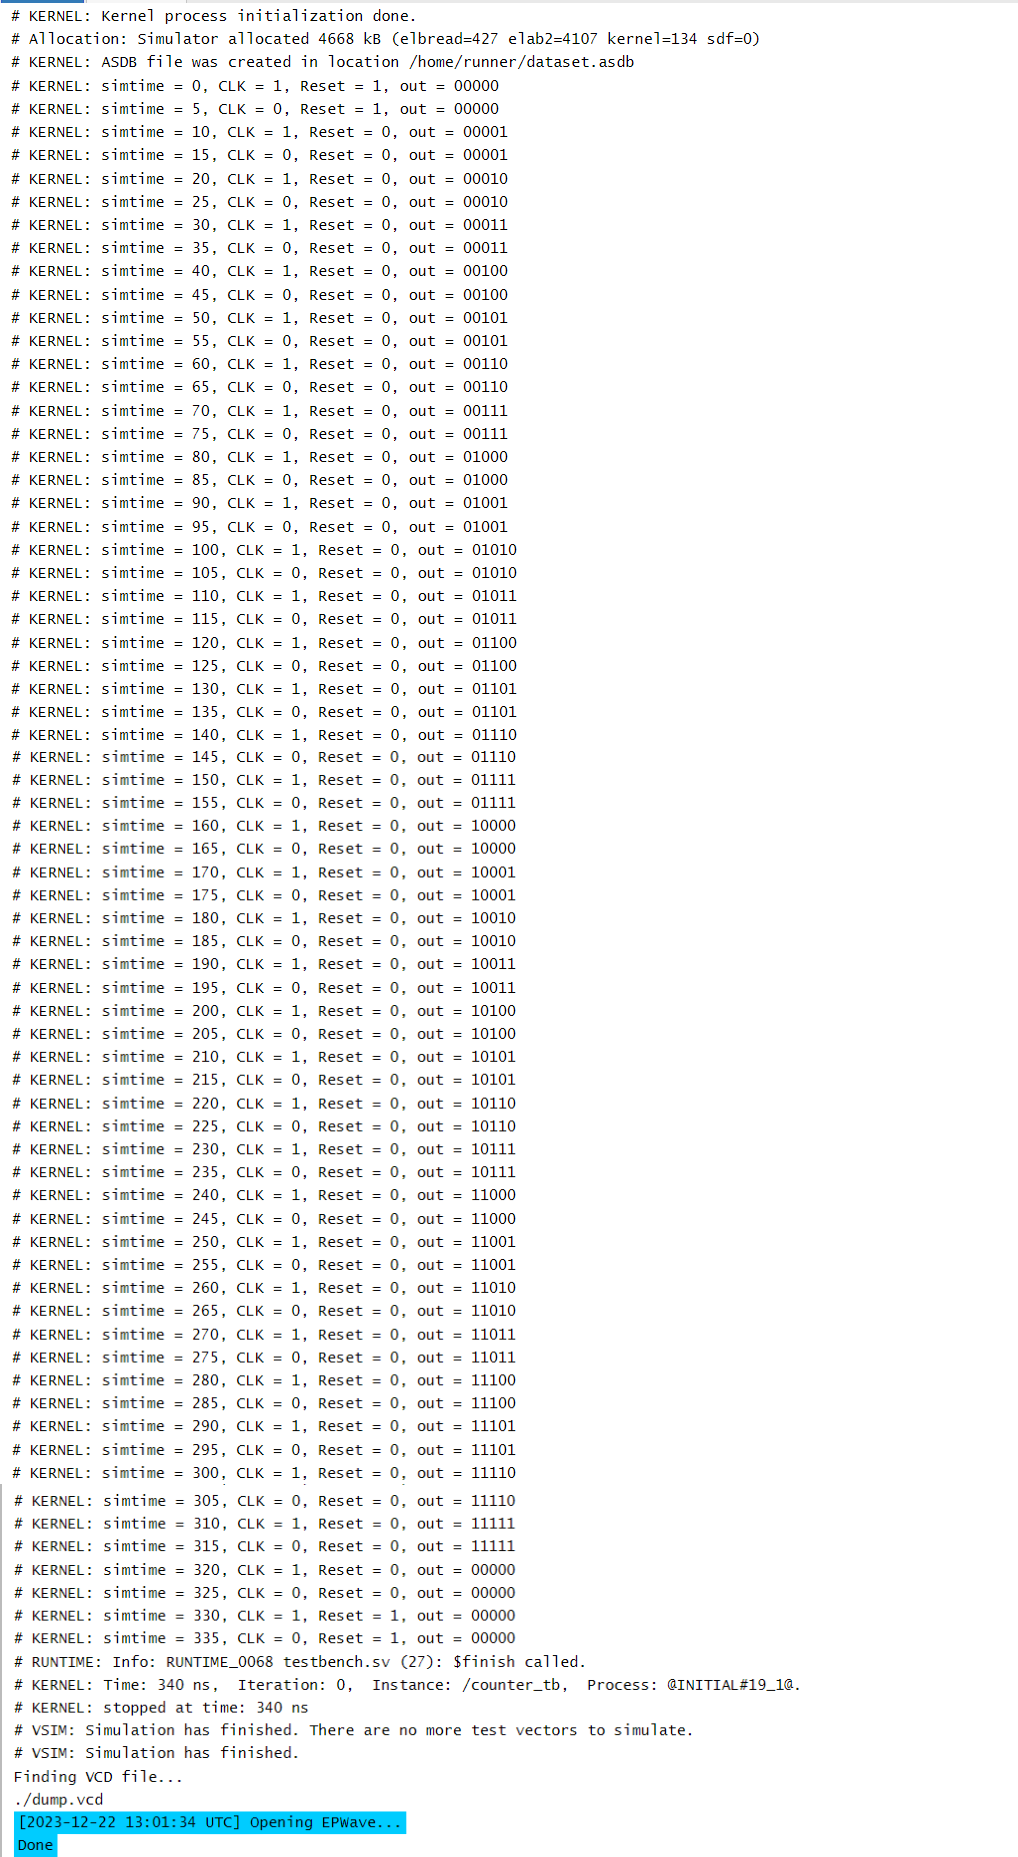 # KERNEL: Kernel process initialization done.
# Allocation: Simulator allocated 4668 kB (elbread=427 elab2=4107 kernel=134 sdf=0)
# KERNEL: ASDB file was created in location /home/runner/dataset.asdb
# KERNEL: simtime = 0, CLK = 1, Reset = 1, out = 00000
# KERNEL: simtime = 5, CLK = 0, Reset = 1, out = 00000
# KERNEL: simtime = 10, CLK = 1, Reset = 0, out = 00001
# KERNEL: simtime = 15, CLK = 0, Reset = 0, out = 00001
# KERNEL: simtime = 20, CLK = 1, Reset = 0, out = 00010
# KERNEL: simtime = 25, CLK = 0, Reset = 0, out = 00010
# KERNEL: simtime = 30, CLK = 1, Reset = 0, out = 00011
# KERNEL: simtime = 35, CLK = 0, Reset = 0, out = 00011
# KERNEL: simtime = 40, CLK = 1, Reset = 0, out = 00100
# KERNEL: simtime = 45, CLK = 0, Reset = 0, out = 00100
# KERNEL: simtime = 50, CLK = 1, Reset = 0, out = 00101
# KERNEL: simtime = 55, CLK = 0, Reset = 0, out = 00101
# KERNEL: simtime = 60, CLK = 1, Reset = 0, out = 00110
# KERNEL: simtime = 65, CLK = 0, Reset = 0, out = 00110
# KERNEL: simtime = 70, CLK = 1, Reset = 0, out = 00111
# KERNEL: simtime = 75, CLK = 0, Reset = 0, out = 00111
# KERNEL: simtime = 80, CLK = 1, Reset = 0, out = 01000
# KERNEL: simtime = 85, CLK = 0, Reset = 0, out = 01000
# KERNEL: simtime = 90, CLK = 1, Reset = 0, out = 01001
# KERNEL: simtime = 95, CLK = 0, Reset = 0, out = 01001
# KERNEL: simtime = 100, CLK = 1, Reset = 0, out = 01010
# KERNEL: simtime = 105, CLK = 0, Reset = 0, out = 01010
# KERNEL: simtime = 110, CLK = 1, Reset = 0, out = 01011
# KERNEL: simtime = 115, CLK = 0, Reset = 0, out = 01011
# KERNEL: simtime = 120, CLK = 1, Reset = 0, out = 01100
# KERNEL: simtime = 125, CLK = 0, Reset = 0, out = 01100
# KERNEL: simtime = 130, CLK = 1, Reset = 0, out = 01101
# KERNEL: simtime = 135, CLK = 0, Reset = 0, out = 01101
# KERNEL: simtime = 140, CLK = 1, Reset = 0, out = 01110
# KERNEL: simtime = 145, CLK = 0, Reset = 0, out = 01110
# KERNEL: simtime = 150, CLK = 1, Reset = 0, out = 01111
# KERNEL: simtime = 155, CLK = 0, Reset = 0, out = 01111
# KERNEL: simtime = 160, CLK = 1, Reset = 0, out = 10000
# KERNEL: simtime = 165, CLK = 0, Reset = 0, out = 10000
# KERNEL: simtime = 170, CLK = 1, Reset = 0, out = 10001
# KERNEL: simtime = 175, CLK = 0, Reset = 0, out = 10001
# KERNEL: simtime = 180, CLK = 1, Reset = 0, out = 10010
# KERNEL: simtime = 185, CLK = 0, Reset = 0, out = 10010
# KERNEL: simtime = 190, CLK = 1, Reset = 0, out = 10011
# KERNEL: simtime = 195, CLK = 0, Reset = 0, out = 10011
# KERNEL: simtime = 200, CLK = 1, Reset = 0, out = 10100
# KERNEL: simtime = 205, CLK = 0, Reset = 0, out = 10100
# KERNEL: simtime = 210, CLK = 1, Reset = 0, out = 10101
# KERNEL: simtime = 215, CLK = 0, Reset = 0, out = 10101
# KERNEL: simtime = 220, CLK = 1, Reset = 0, out = 10110
# KERNEL: simtime = 225, CLK = 0, Reset = 0, out = 10110
# KERNEL: simtime = 230, CLK = 1, Reset = 0, out = 10111
# KERNEL: simtime = 235, CLK = 0, Reset = 0, out = 10111
# KERNEL: simtime = 240, CLK = 1, Reset = 0, out = 11000
# KERNEL: simtime = 245, CLK = 0, Reset = 0, out = 11000
# KERNEL: simtime = 250, CLK = 1, Reset = 0, out = 11001
# KERNEL: simtime = 255, CLK = 0, Reset = 0, out = 11001
# KERNEL: simtime = 260, CLK = 1, Reset = 0, out = 11010
# KERNEL: simtime = 265, CLK = 0, Reset = 0, out = 11010
# KERNEL: simtime = 270, CLK = 1, Reset = 0, out = 11011
# KERNEL: simtime = 275, CLK = 0, Reset = 0, out = 11011
# KERNEL: simtime = 280, CLK = 1, Reset = 0, out = 11100
# KERNEL: simtime = 285, CLK = 0, Reset = 0, out = 11100
# KERNEL: simtime = 290, CLK = 1, Reset = 0, out = 11101
# KERNEL: simtime = 295, CLK = 0, Reset = 0, out = 11101
# KERNEL: simtime = 300, CLK = 1, Reset = 0, out = 11110
# KERNEL: simtime = 305, CLK = 0, Reset = 0, out = 11110
# KERNEL: simtime = 310, CLK = 1, Reset = 0, out = 11111
# KERNEL: simtime = 315, CLK = 0, Reset = 0, out = 11111
# KERNEL: simtime = 320, CLK = 1, Reset = 0, out = 00000
# KERNEL: simtime = 325, CLK = 0, Reset = 0, out = 00000
# KERNEL: simtime = 330, CLK = 1, Reset = 1, out = 00000
# KERNEL: simtime = 335, CLK = 0, Reset = 1, out = 00000
# RUNTIME: Info: RUNTIME_0068 testbench.sv (27): $finish called.
# KERNEL: Time: 340 ns,  Iteration: 0,  Instance: /counter_tb,  Process: @INITIAL#19_1@.
# KERNEL: stopped at time: 340 ns
# VSIM: Simulation has finished. There are no more test vectors to simulate.
# VSIM: Simulation has finished.
Finding VCD file...
./dump.vcd
[2023-12-22 13:01:34 UTC] Opening EPWave...
Done